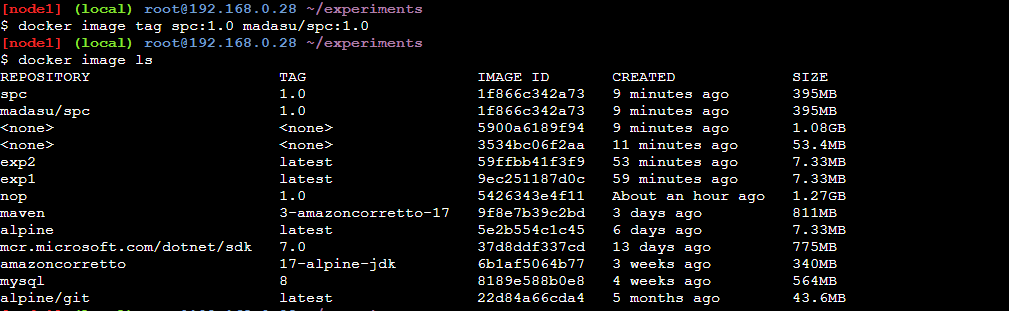 [node1] (local) root@192.168.0.28 ~/experiments
$ docker image tag spc:1.0 madasu/spc:1.0
[node1] (local) root@192.168.0.28 ~/experiments
$ docker image ls
REPOSITORY TAG IMAGE ID CREATED SIZE
spc 1.0 1f866c342a73 9 minutes ago 395MB
madasu/spc 1.0 1f866c342a73 9 minutes ago 395MB
<none> <none> 5900a6189f94 9 minutes ago 1.08GB
<none> <none> 3534bc06f2aa 11 minutes ago 53.4MB
exp2 latest 59ffbb41f3f9 53 minutes ago 7.33MB
exp1 latest 9ec251187d0c 59 minutes ago 7.33MB
nop 1.0 5426343e4f11 About an hour ago 1.27GB
maven 3-amazoncorretto-17 9f8e7b39c2bd 3 days ago 811MB
alpine latest 5e2b554c1c45 6 days ago 7.33MB
mcr.microsoft.com/dotnet/sdk 7.0 37d8ddf337cd 13 days ago 775MB
amazoncorretto 17-alpine-jdk 6b1af5064b77 3 weeks ago 340MB
mysql 8 8189e588b0e8 4 weeks ago 564MB
alpine/git latest 22d84a66cda4 5 months ago 43.6MB